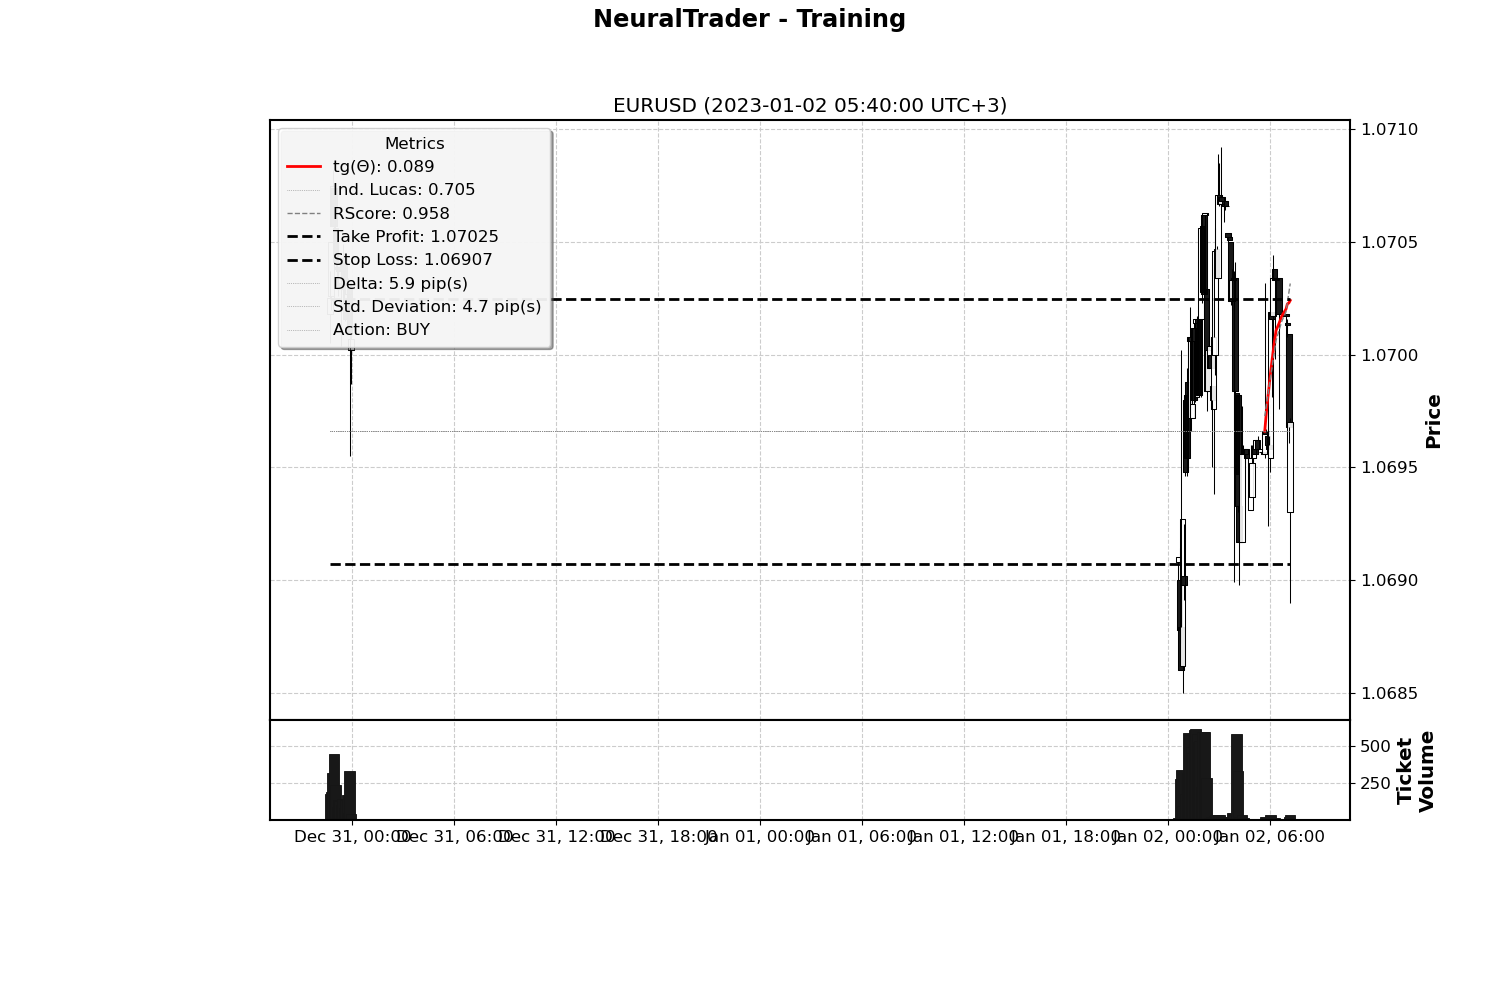 NeuralTrader - Training
EURUSD (2023-01-02 05:40:00 UTC+3)
Metrics
tg(Θ): 0.089
Ind. Lucas: 0.705
RScore: 0.958
Take Profit: 1.07025
Stop Loss: 1.06907
Delta: 5.9 pip(s)
Std. Deviation: 4.7 pip(s)
Action: BUY
1.0710
1.0705
1.0700
1.0695
1.0690
1.0685
Price
500
250
Ticket
Volume
Dec 31, 00:00
Dec 31, 06:00
Dec 31, 12:00
Dec 31, 18:00
Jan 01, 00:00
Jan 01, 06:00
Jan 01, 12:00
Jan 01, 18:00
Jan 02, 00:00
Jan 02, 06:00